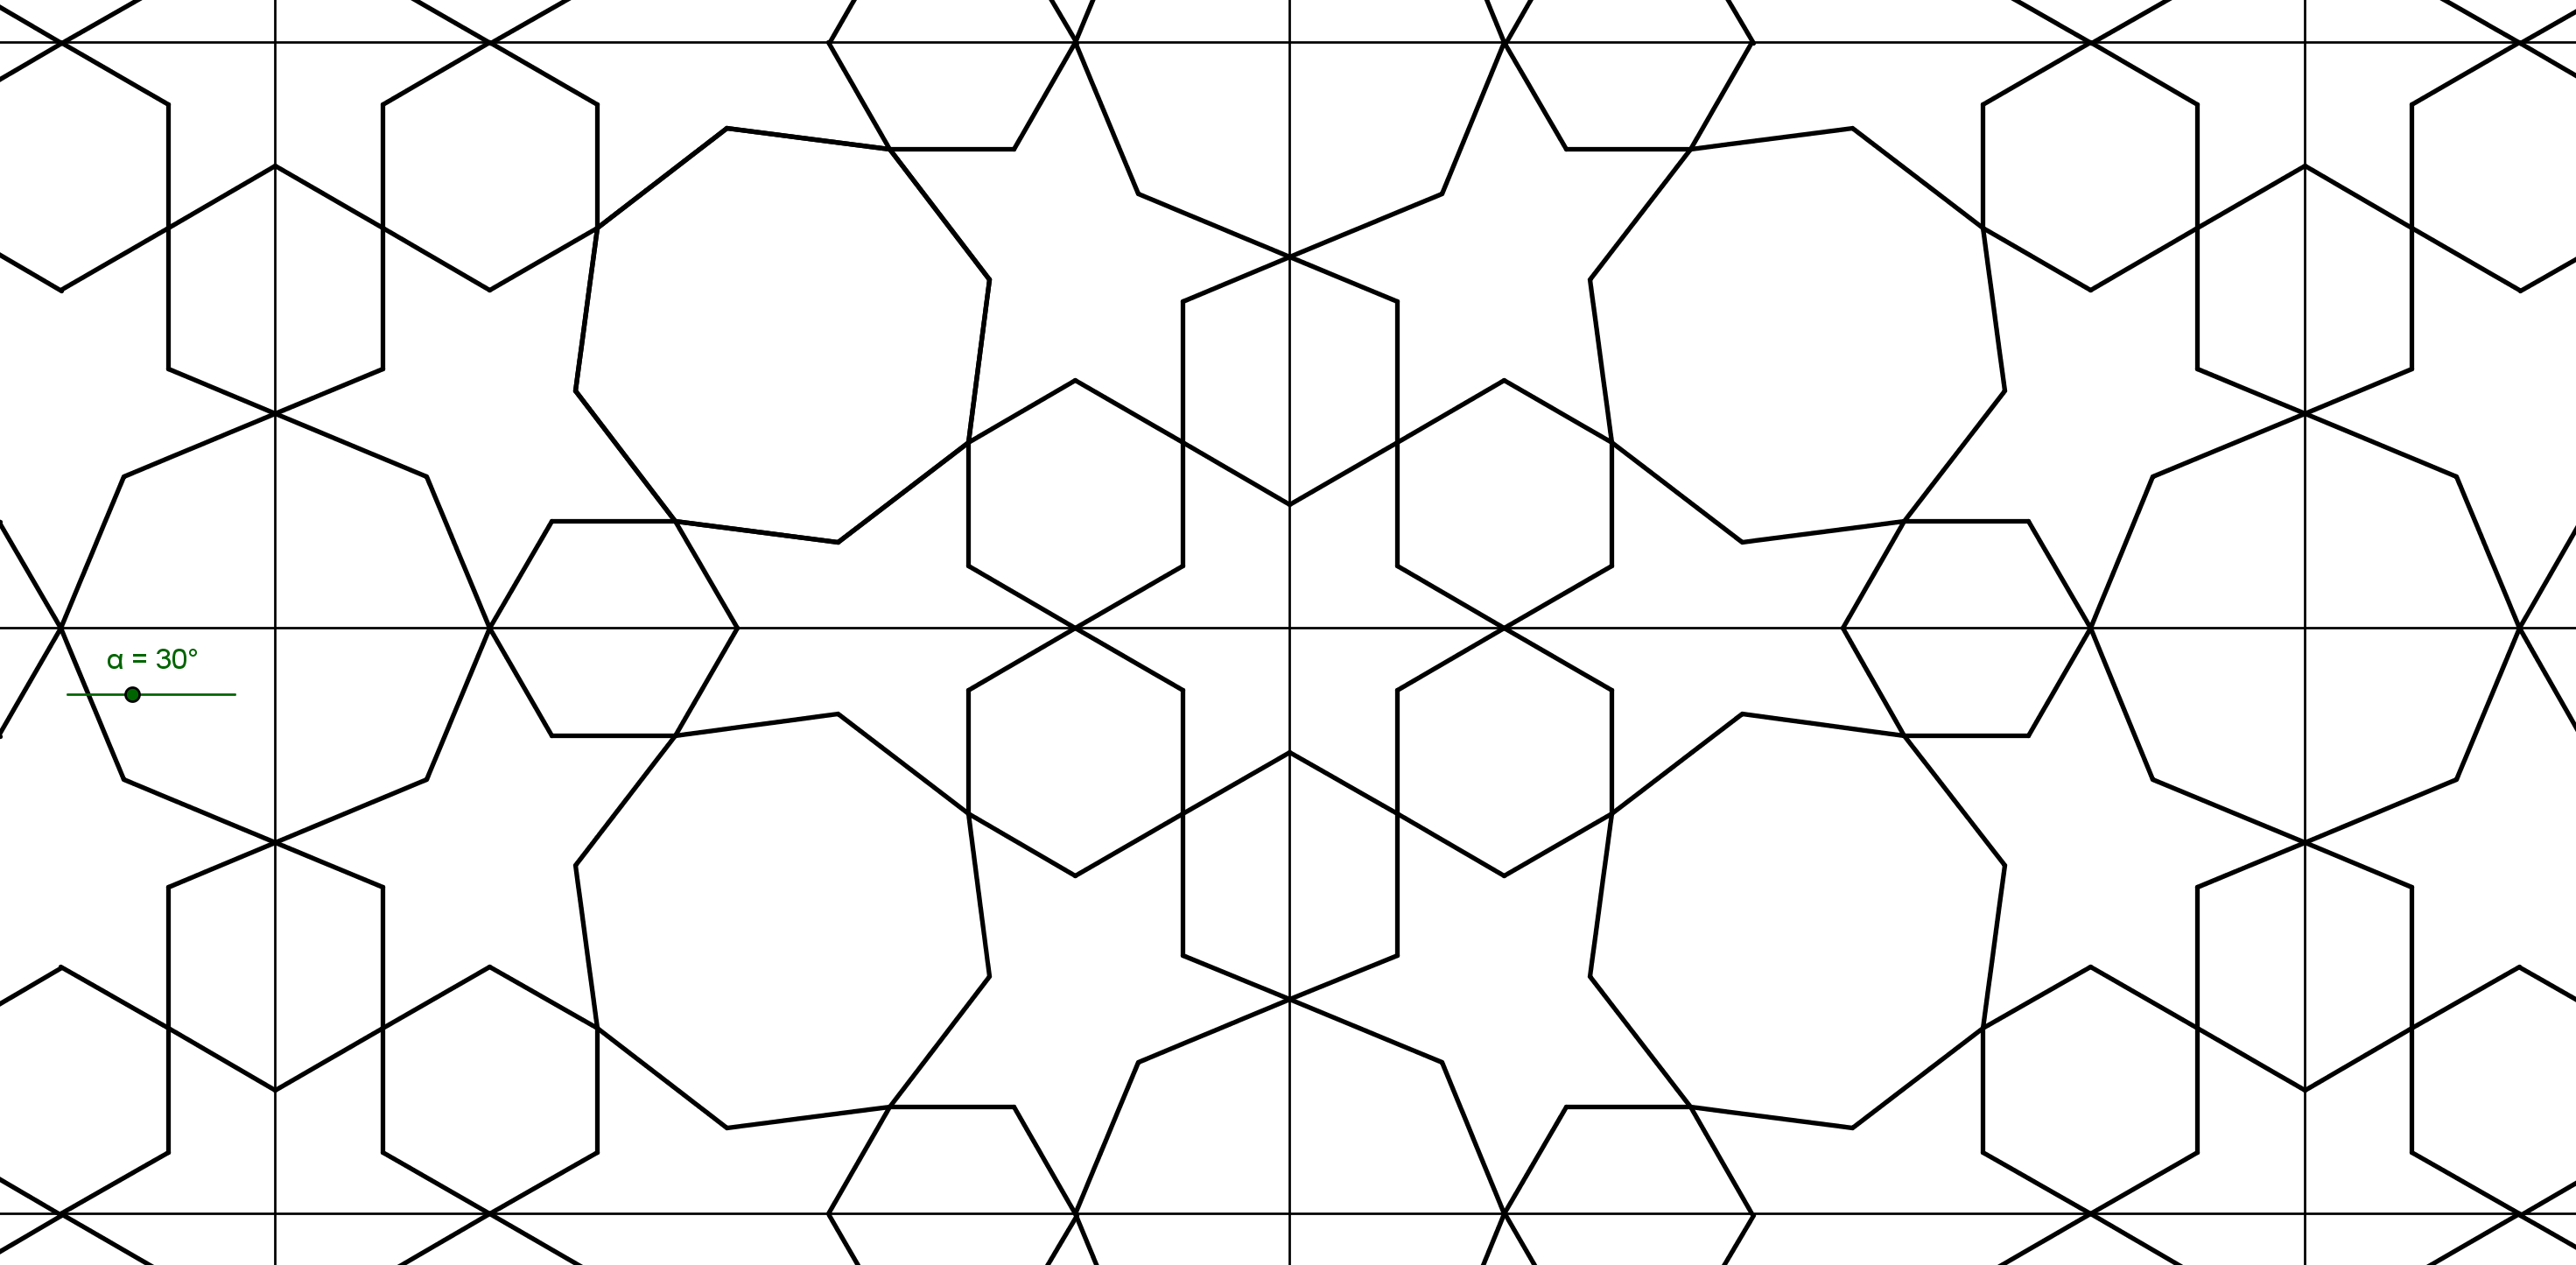 α = 30°